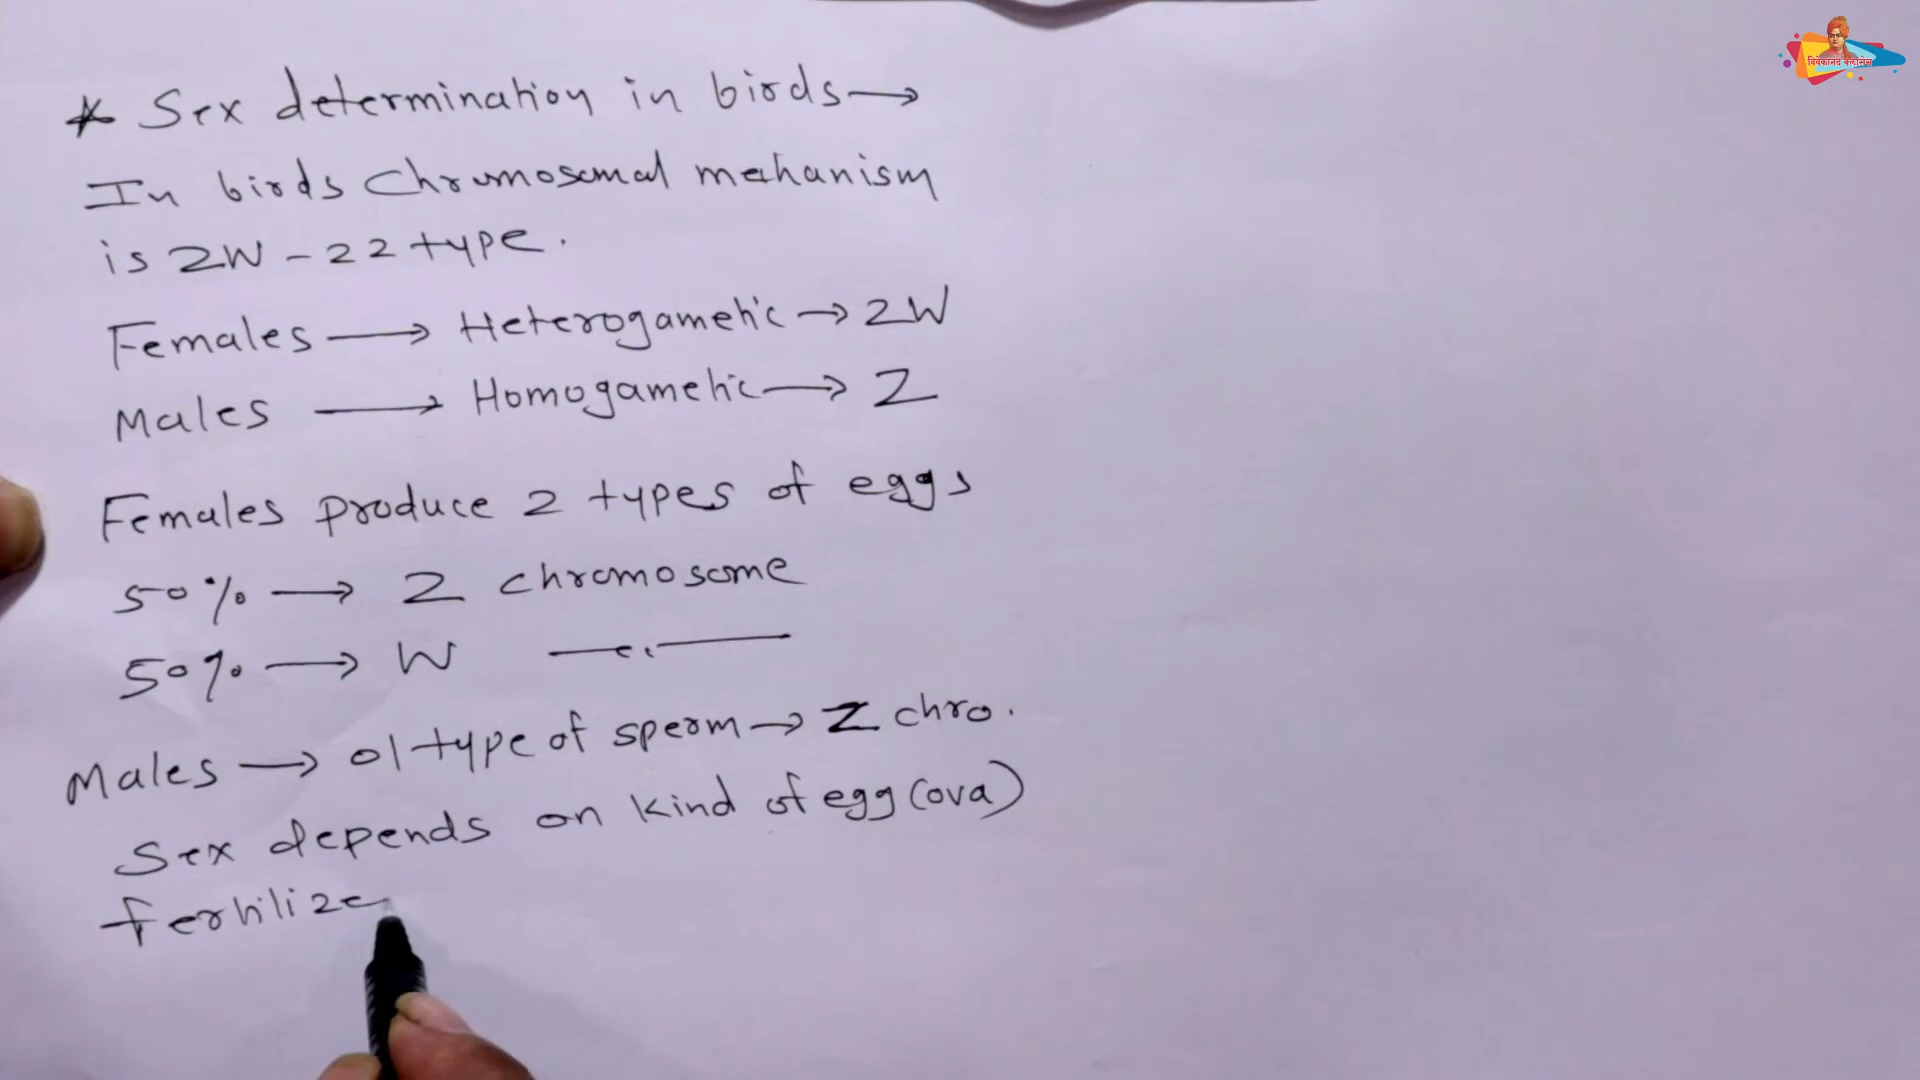 * Sex determination in birds →
In birds Chromosomal mechanism
is ZW - ZZ type.
Females → Heterogametic → ZW
Males → Homogametic → Z
Females produce 2 types of eggs
50% → Z chromosome
50% → W —〃—
Males → 01 type of sperm → Z chro.
Sex depends on kind of egg (ova)
fertilize
विवेकानंद क्लासेस